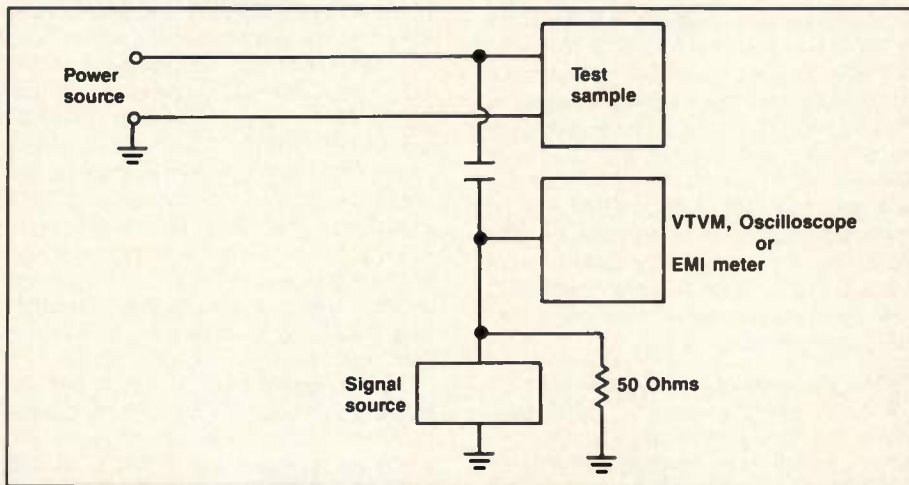 Power
source
Test
sample
VTVM, Oscilloscope
or
EMI meter
Signal
source
50 Ohms